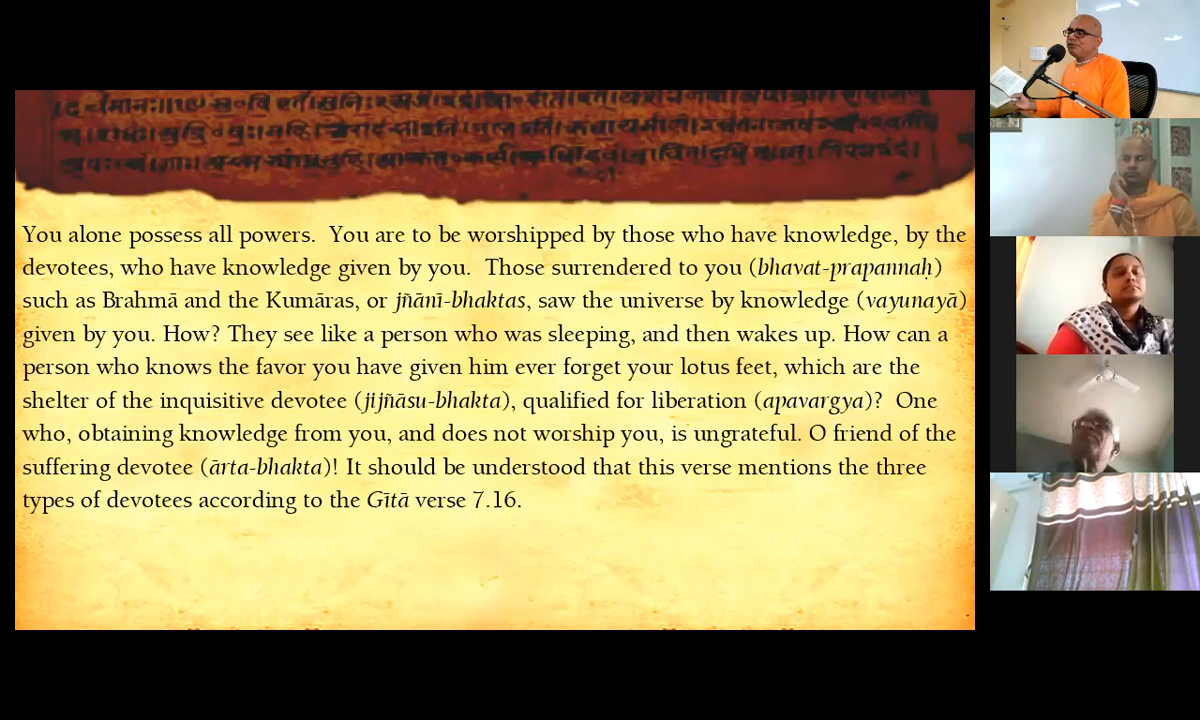 You alone possess all powers.  You are to be worshipped by those who have knowledge, by the
devotees, who have knowledge given by you.  Those surrendered to you (bhavat-prapannaḥ)
such as Brahmā and the Kumāras, or jñānī-bhaktas, saw the universe by knowledge (vayunayā)
given by you. How? They see like a person who was sleeping, and then wakes up. How can a
person who knows the favor you have given him ever forget your lotus feet, which are the
shelter of the inquisitive devotee (jijñāsu-bhakta), qualified for liberation (apavargya)?  One
who, obtaining knowledge from you, and does not worship you, is ungrateful. O friend of the
suffering devotee (ārta-bhakta)! It should be understood that this verse mentions the three
types of devotees according to the Gītā verse 7.16.